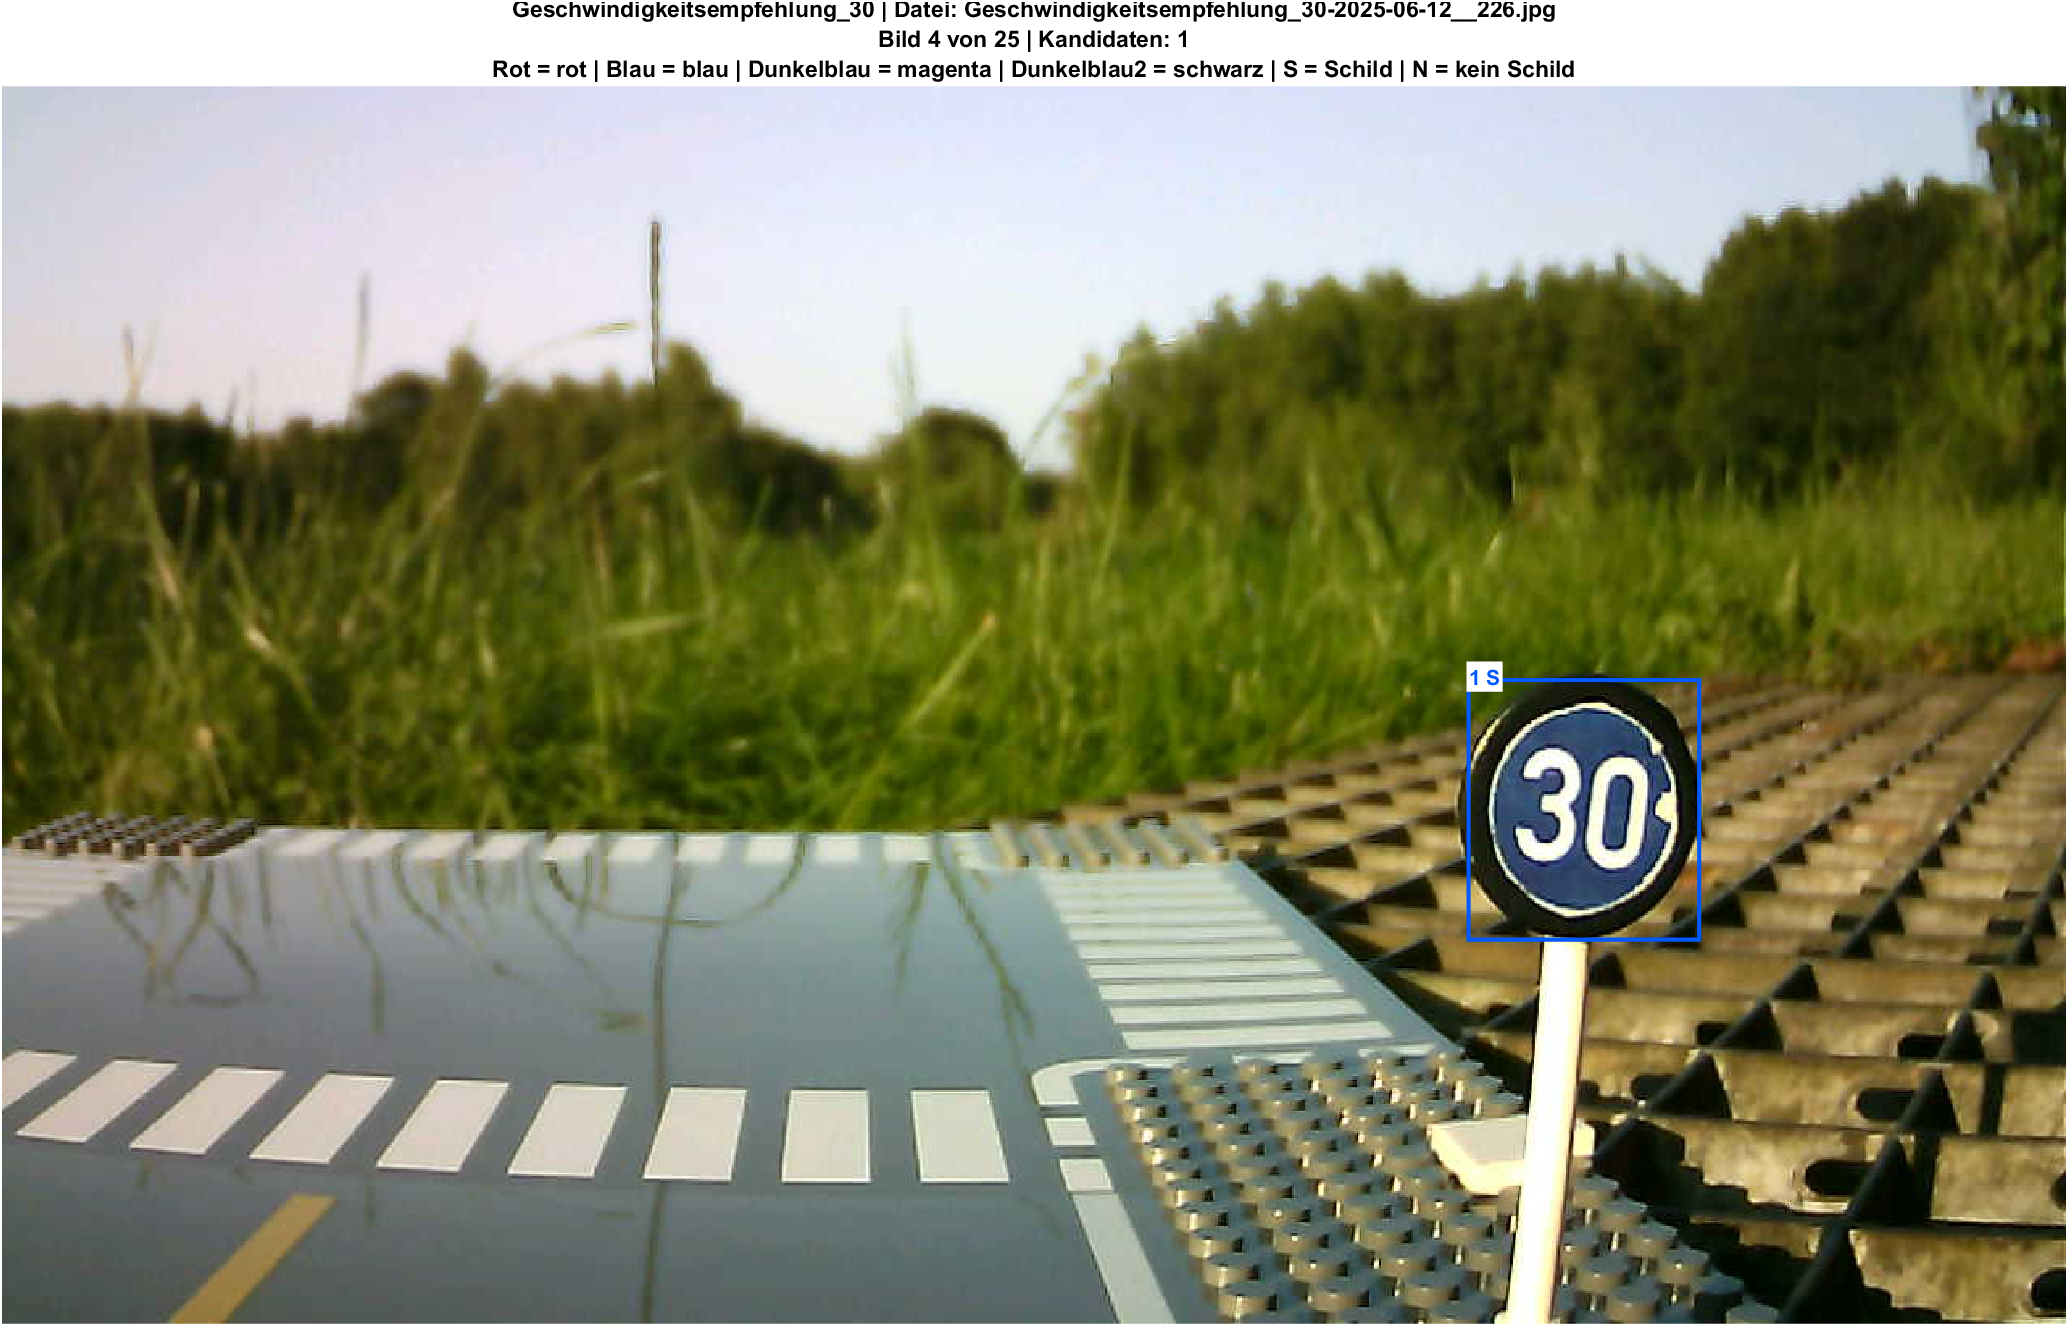 Geschwindigkeitsempfehlung_30 | Datei: Geschwindigkeitsempfehlung_30-2025-06-12__226.jpg
Bild 4 von 25 | Kandidaten: 1
Rot = rot | Blau = blau | Dunkelblau = magenta | Dunkelblau2 = schwarz | S = Schild | N = kein Schild
1 S
30